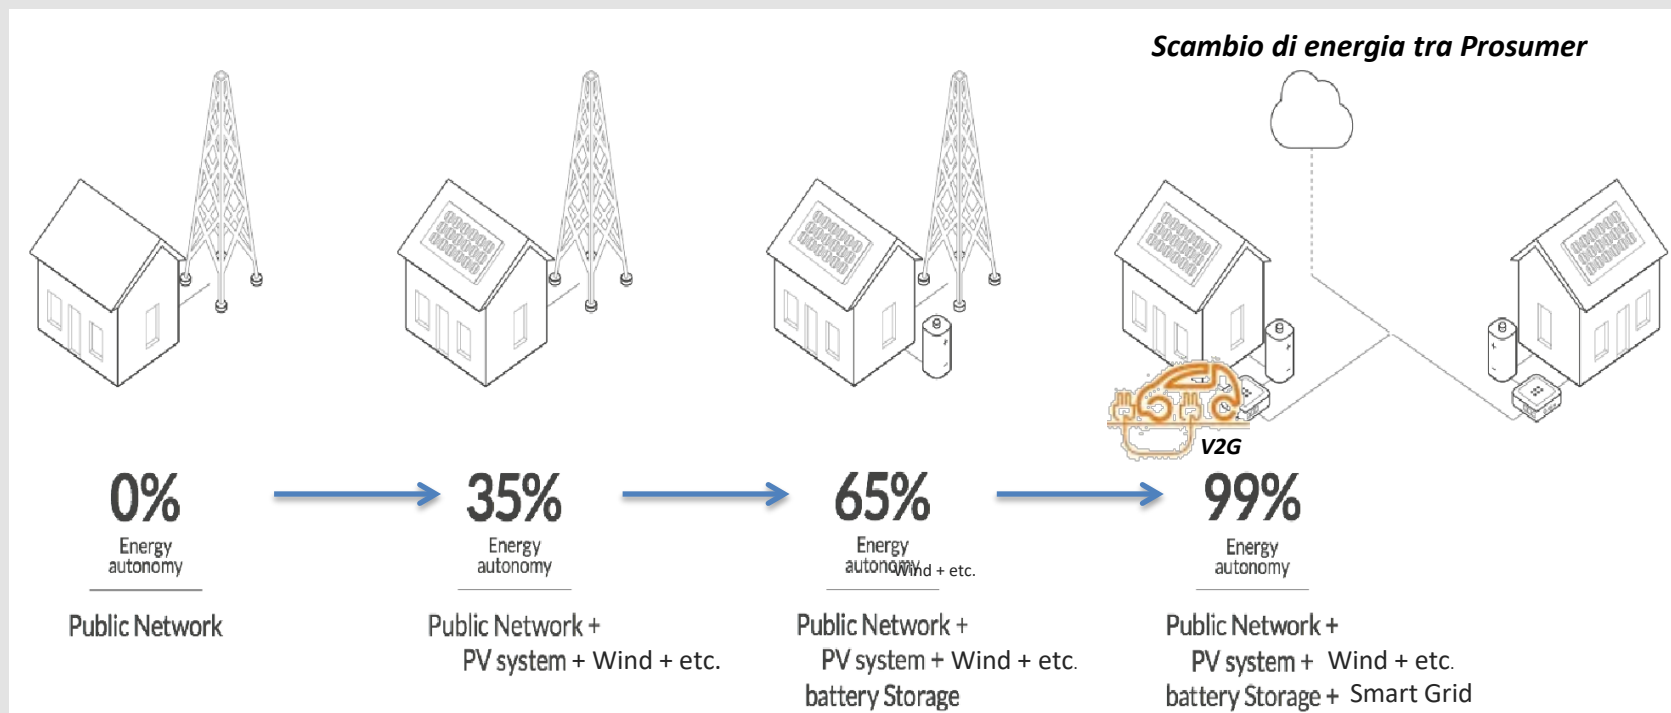 Scambio di energia tra Prosumer
V2G
0%
Energy
autonomy
Public Network
35%
Energy
autonomy
Public Network +
PV system + Wind + etc.
65%
Energy
autonomy
Wind + etc.
Public Network +
PV system + Wind + etc.
battery Storage
99%
Energy
autonomy
Public Network +
PV system + Wind + etc.
battery Storage + Smart Grid